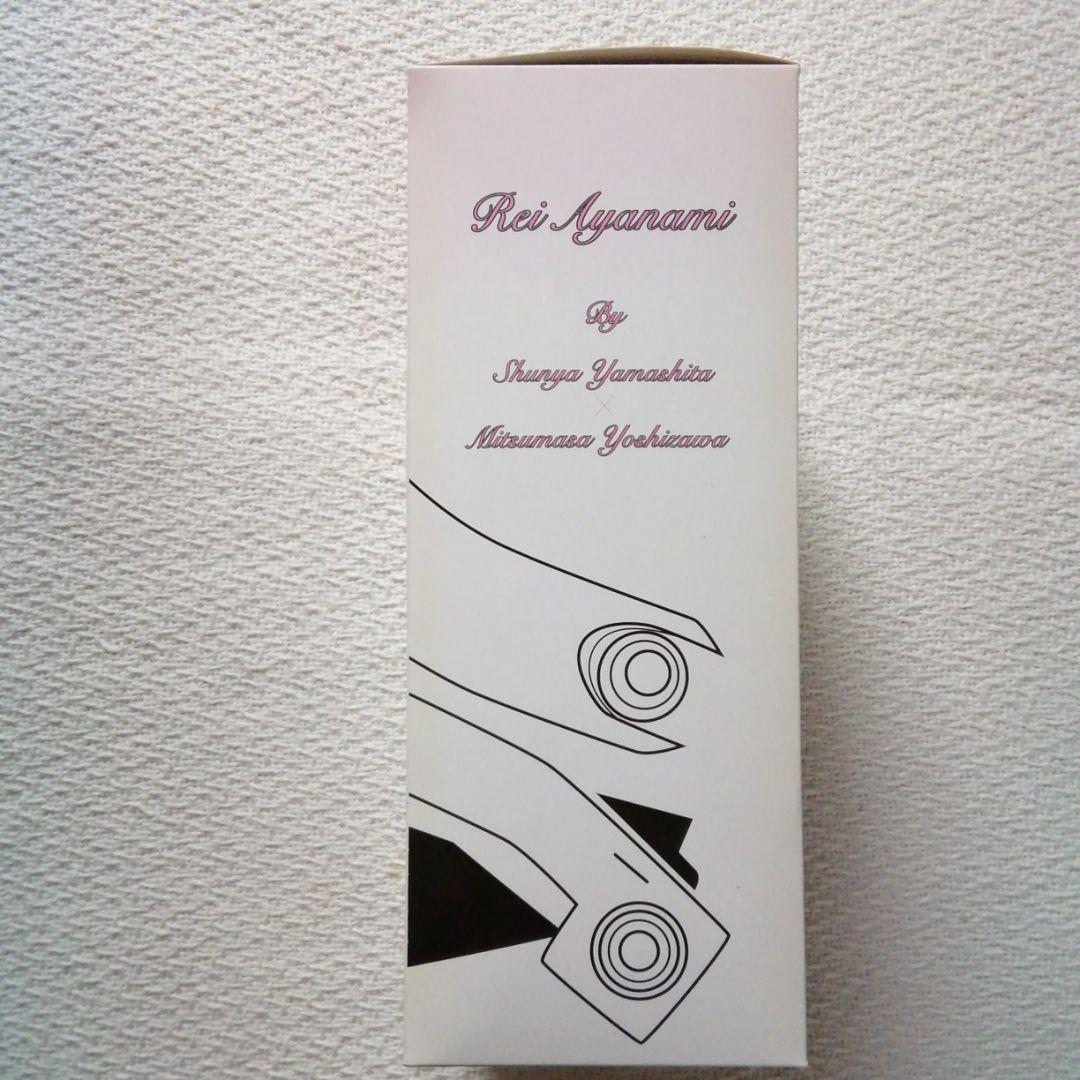 Rei Ayanami
By
Shunya Yamashita
×
Mitsumasa Yoshizawa